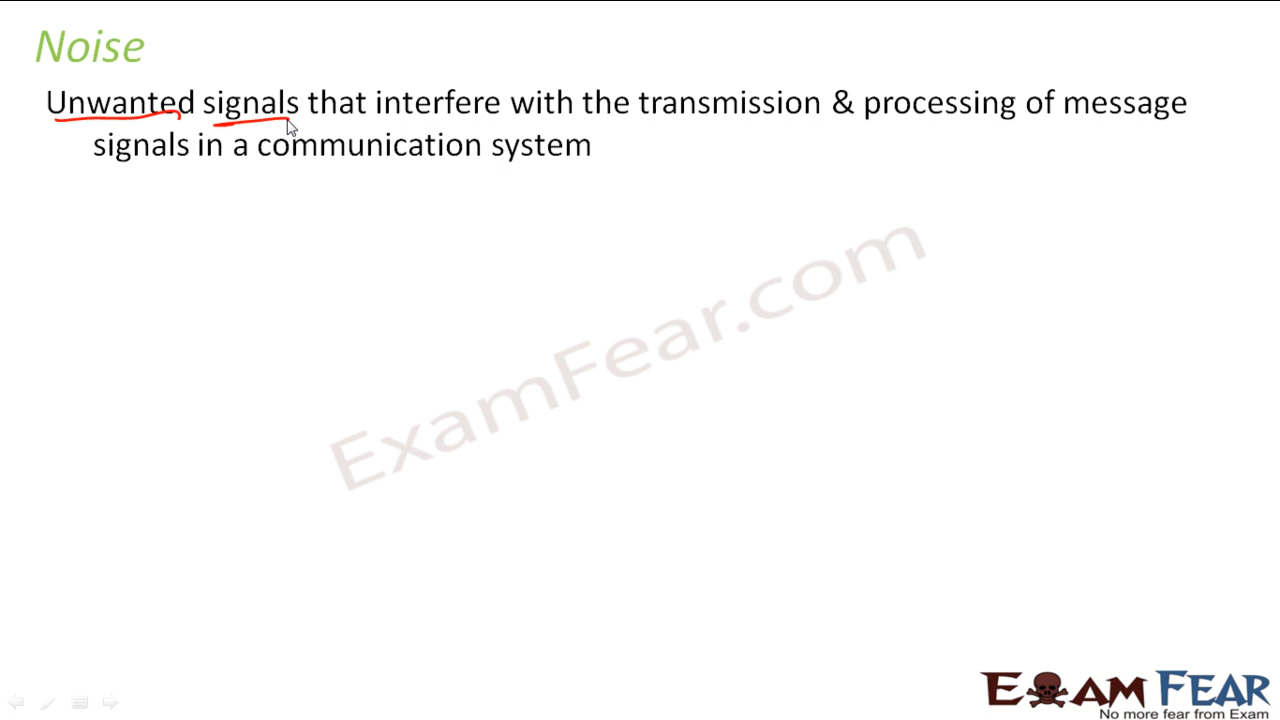 Noise
Unwanted signals that interfere with the transmission & processing of message
signals in a communication system
ExamFear.com
EXAM FEAR
No more fear from Exam